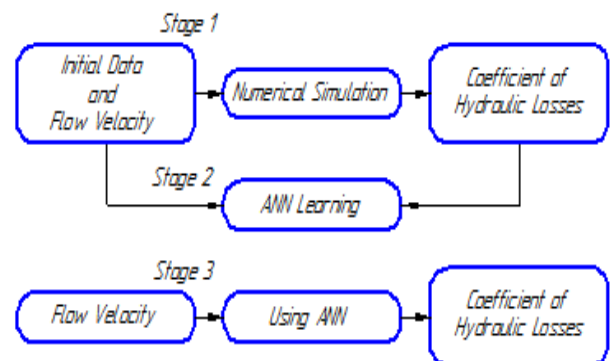 Stage 1
Initial Data
and
Flow Velocity
Numerical Simulation
Coefficient of
Hydraulic Losses
Stage 2
ANN Learning
Stage 3
Flow Velocity
Using ANN
Coefficient of
Hydraulic Losses